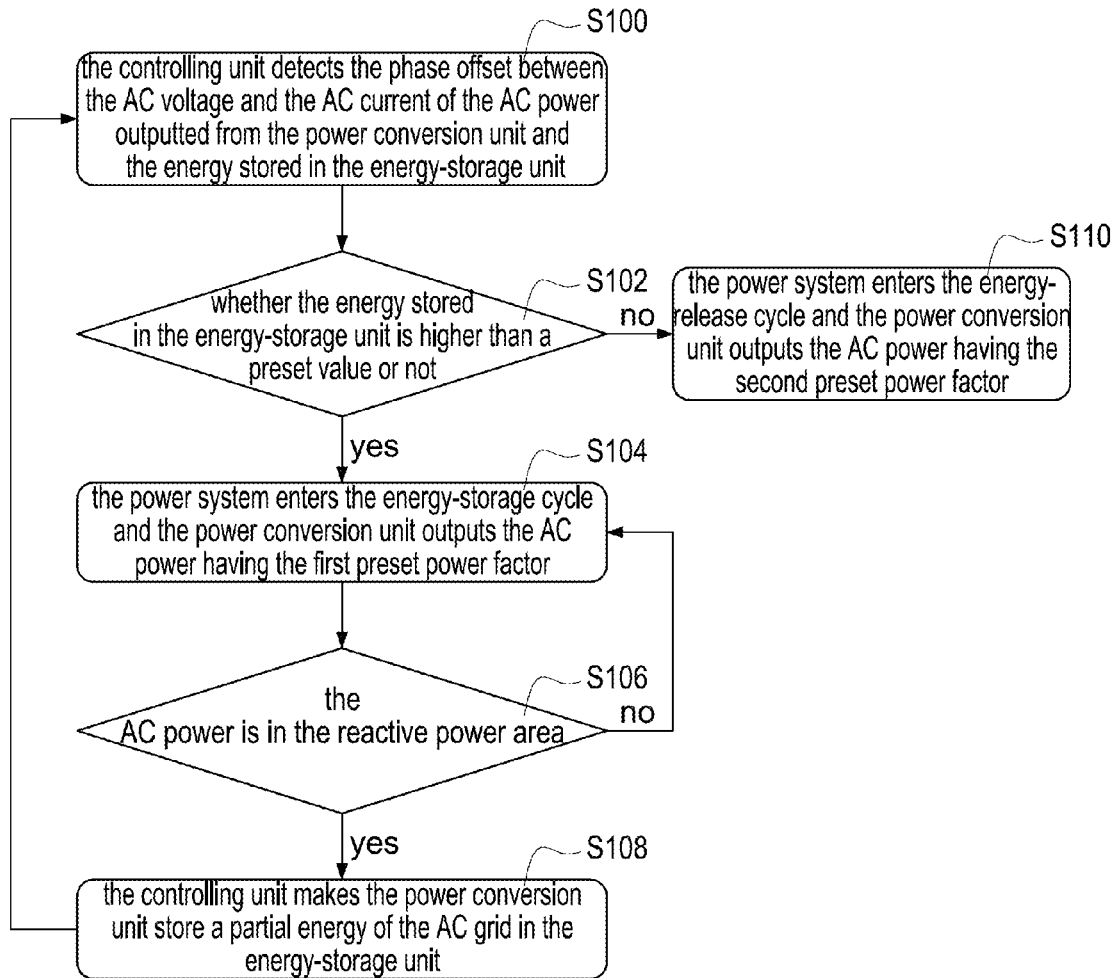 S100
the controlling unit detects the phase offset between
the AC voltage and the AC current of the AC power
outputted from the power conversion unit and
the energy stored in the energy-storage unit
S102
whether the energy stored
in the energy-storage unit is higher than a
preset value or not
no
S110
the power system enters the energy-
release cycle and the power conversion
unit outputs the AC power having the
second preset power factor
yes
S104
the power system enters the energy-storage cycle
and the power conversion unit outputs the AC
power having the first preset power factor
S106
the
AC power is in the reactive power area
no
yes
S108
the controlling unit makes the power conversion
unit store a partial energy of the AC grid in the
energy-storage unit